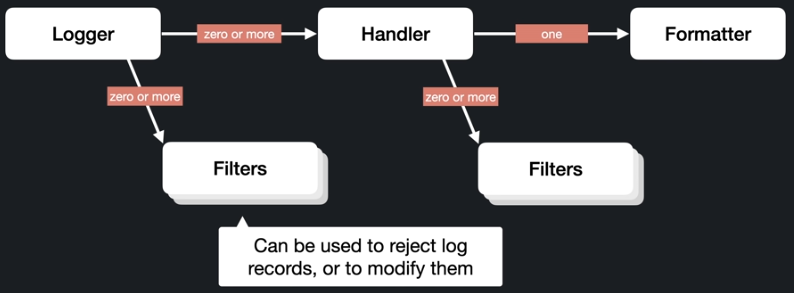 Logger
zero or more
Handler
one
Formatter
zero or more
zero or more
Filters
Filters
Can be used to reject log
records, or to modify them